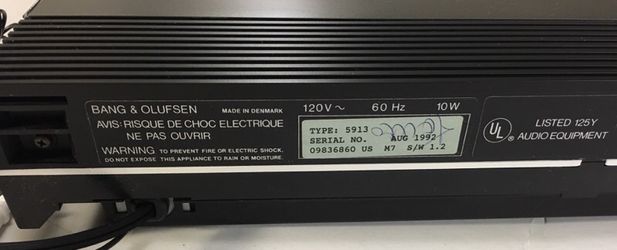 BANG & OLUFSEN MADE IN DENMARK 120V ~ 60 Hz 10W
AVIS: RISQUE DE CHOC ELECTRIQUE
NE PAS OUVRIR
WARNING: TO PREVENT FIRE OR ELECTRIC SHOCK,
DO NOT EXPOSE THIS APPLIANCE TO RAIN OR MOISTURE.
TYPE: 5913 AUG 1992
SERIAL NO.
09836860 US M7 S/W 1.2
UL ® LISTED 125Y
AUDIO EQUIPMENT